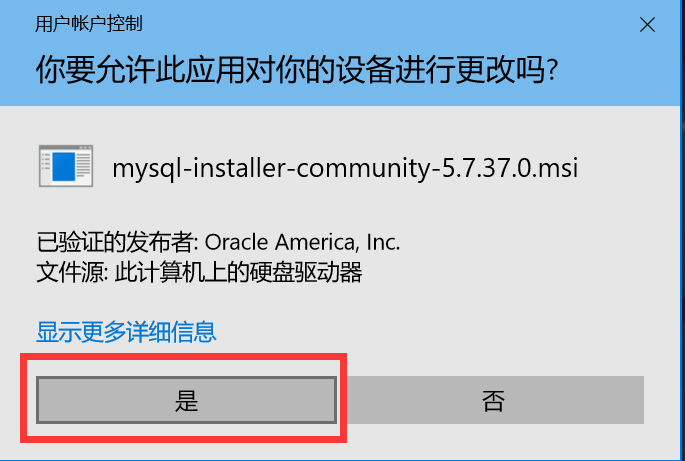 用户帐户控制
你要允许此应用对你的设备进行更改吗?
mysql-installer-community-5.7.37.0.msi
已验证的发布者: Oracle America, Inc.
文件源: 此计算机上的硬盘驱动器
显示更多详细信息
是
否